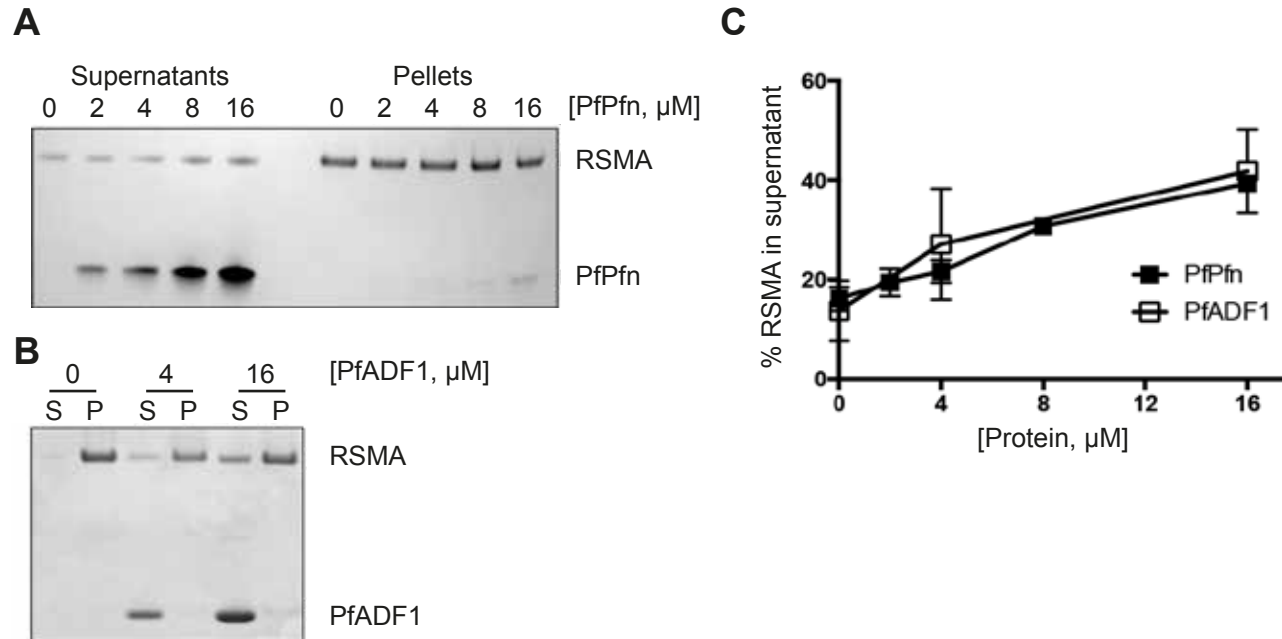 A
Supernatants Pellets
0 2 4 8 16 0 2 4 8 16 [PfPfn, µM]
RSMA
PfPfn
B
0 4 16 [PfADF1, µM]
S P S P S P
RSMA
PfADF1
C
60
40
20
0
0 4 8 12 16
% RSMA in supernatant
[Protein, µM]
PfPfn
PfADF1